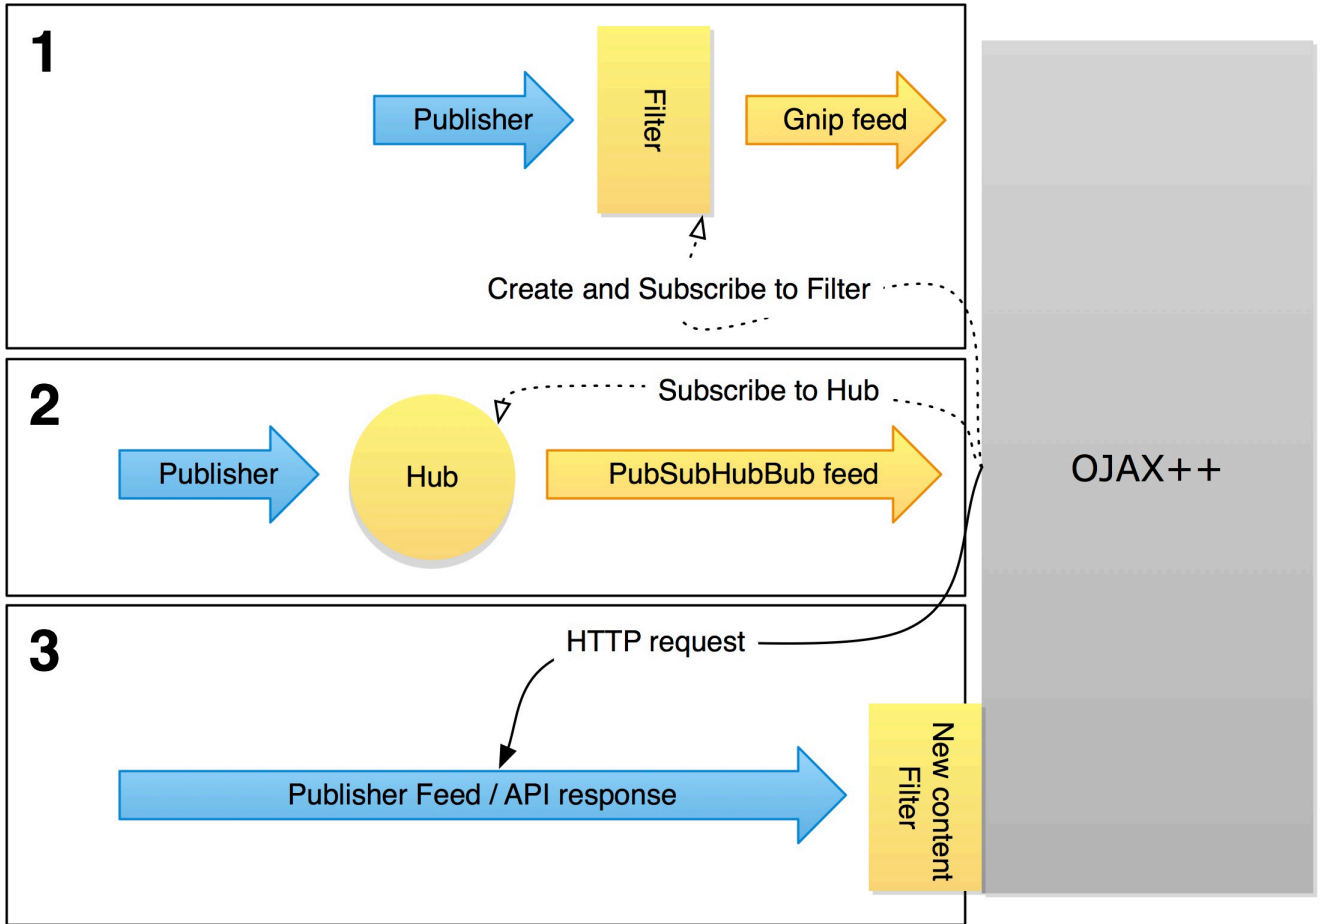 1
Publisher
Filter
Gnip feed
Create and Subscribe to Filter
2
Subscribe to Hub
Publisher
Hub
PubSubHubBub feed
OJAX++
3
HTTP request
Publisher Feed / API response
New content
Filter